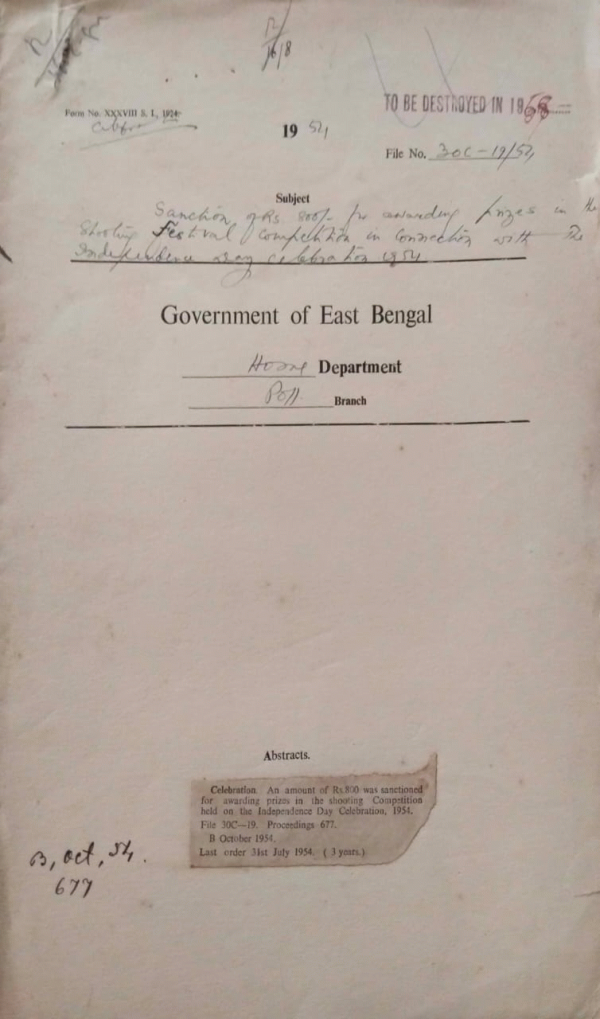 16/8
Form No. XXXVIII S. I., 1924
TO BE DESTROYED IN 19
19 54
File No. 30C-19/54
Subject
Sanction of Rs 800/- for awarding prizes in the
Shooting Festival Competition in Connection with the
Independence Day Celebration 1954
Government of East Bengal
Home Department
Poll. Branch
Abstracts.
Celebration. An amount of Rs.800 was sanctioned
for awarding prizes in the shooting Compitition
held on the Independence Day Celebration, 1954.
File 30C—19. Proceedings 677.
B October 1954.
Last order 31st July 1954. ( 3 years.)
B, Oct, 54.
677